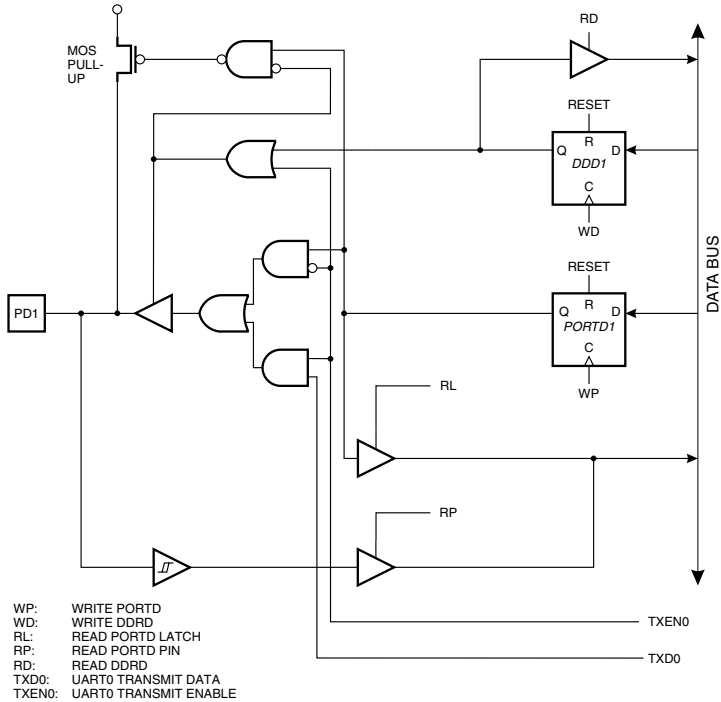 RD
MOS
PULL-
UP
RESET
R
Q
D
DDD1
C
WD
DATA BUS
RESET
R
Q
D
PORTD1
C
WP
PD1
RL
RP
TXEN0
TXD0
WP: WRITE PORTD
WD: WRITE DDRD
RL: READ PORTD LATCH
RP: READ PORTD PIN
RD: READ DDRD
TXD0: UART0 TRANSMIT DATA
TXEN0: UART0 TRANSMIT ENABLE